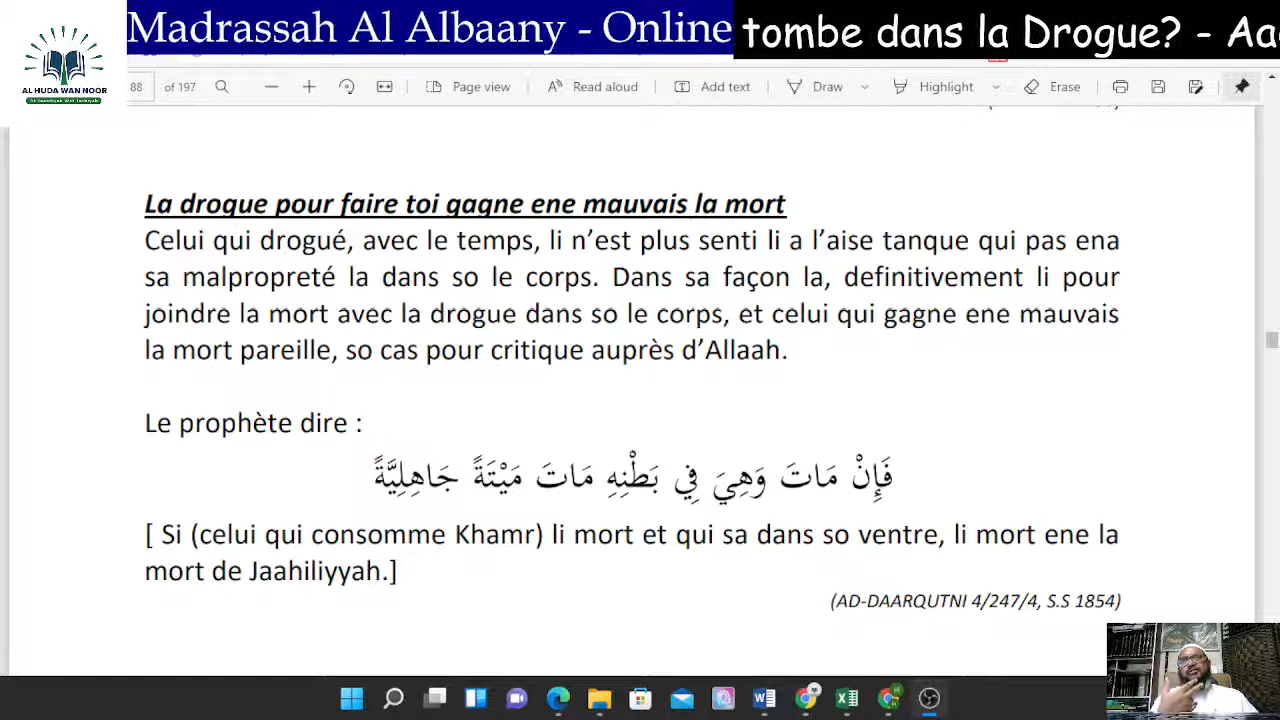 Madrassah Al Albaany - Online
tombe dans la Drogue? - Aa
AL HUDA WAN NOOR
88 of 197
Page view
Read aloud
Add text
Draw
Highlight
Erase
La drogue pour faire toi gagne ene mauvais la mort
Celui qui drogué, avec le temps, li n’est plus senti li a l’aise tanque qui pas ena
sa malpropreté la dans so le corps. Dans sa façon la, definitivement li pour
joindre la mort avec la drogue dans so le corps, et celui qui gagne ene mauvais
la mort pareille, so cas pour critique auprès d’Allaah.
Le prophète dire :
فَإِنْ مَاتَ وَهِيَ فِي بَطْنِهِ مَاتَ مَيْتَةً جَاهِلِيَّةً
[ Si (celui qui consomme Khamr) li mort et qui sa dans so ventre, li mort ene la
mort de Jaahiliyyah.]
(AD-DAARQUTNI 4/247/4, S.S 1854)